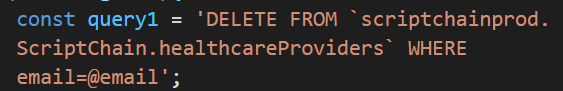 const query1 = 'DELETE FROM `scriptchainprod.
ScriptChain.healthcareProviders` WHERE
email=@email';